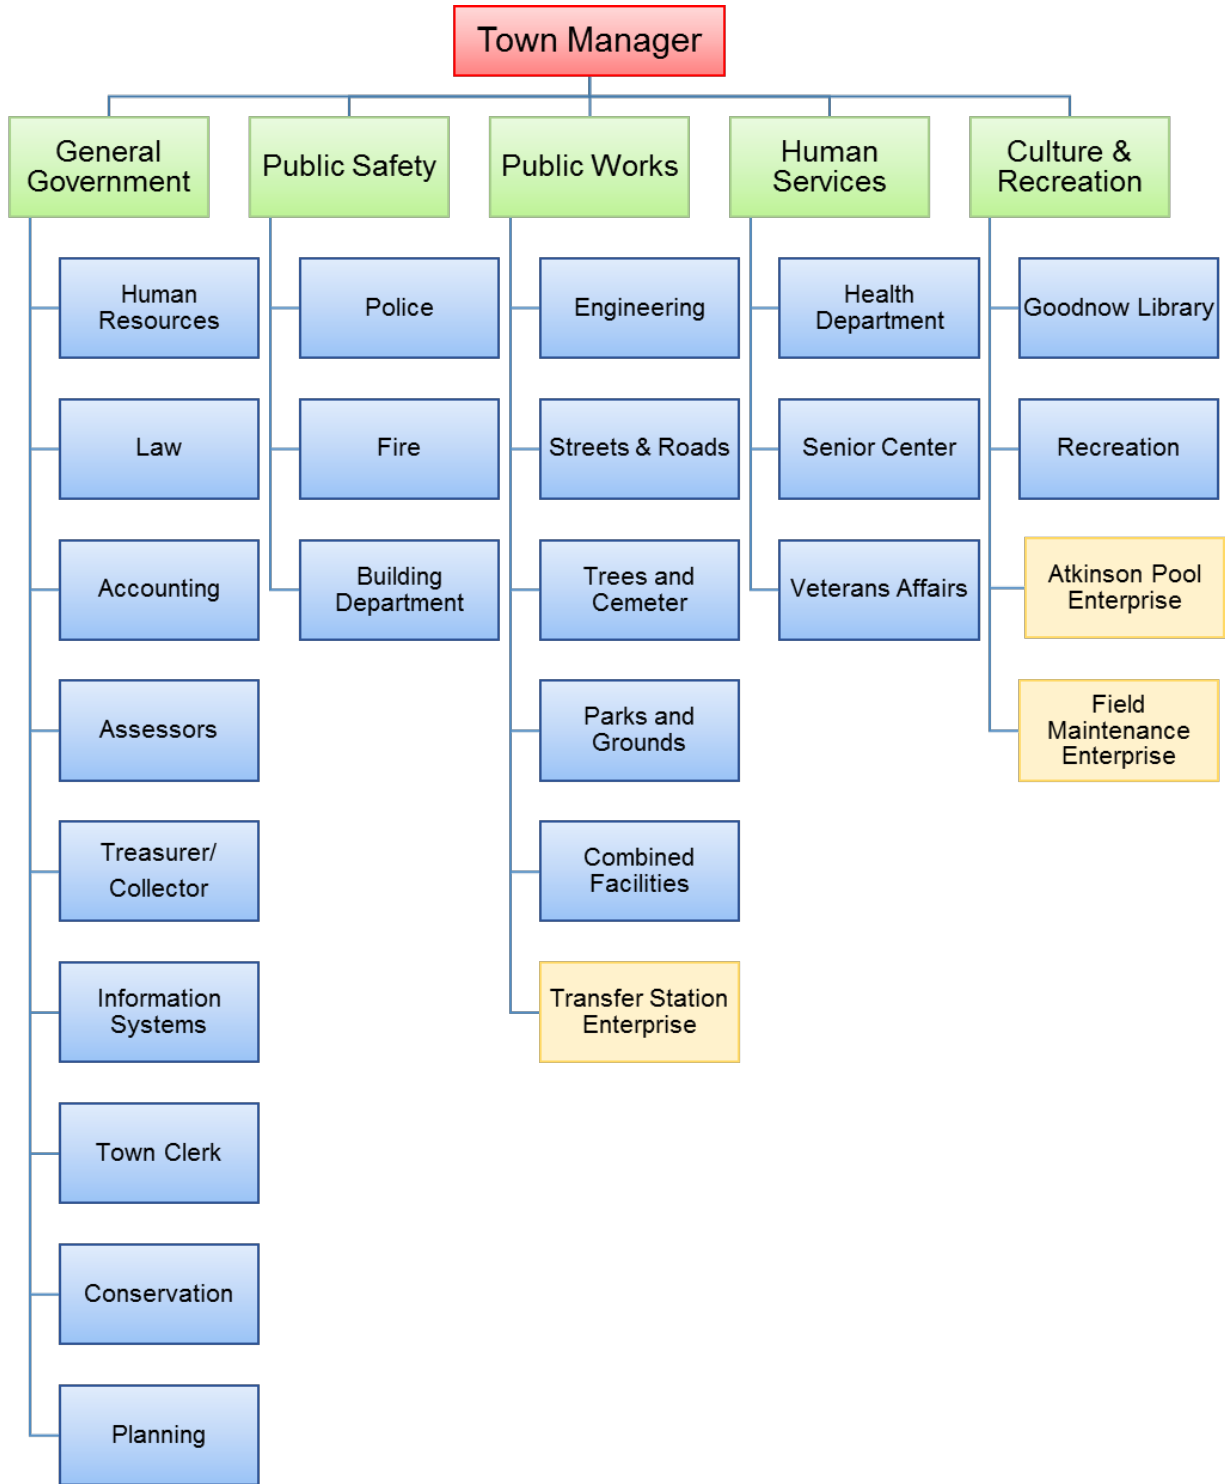 Town Manager
General
Government
Public Safety
Public Works
Human
Services
Culture &
Recreation
Human
Resources
Law
Accounting
Assessors
Treasurer/
Collector
Information
Systems
Town Clerk
Conservation
Planning
Police
Fire
Building
Department
Engineering
Streets & Roads
Trees and
Cemeter
Parks and
Grounds
Combined
Facilities
Transfer Station
Enterprise
Health
Department
Senior Center
Veterans Affairs
Goodnow Library
Recreation
Atkinson Pool
Enterprise
Field
Maintenance
Enterprise